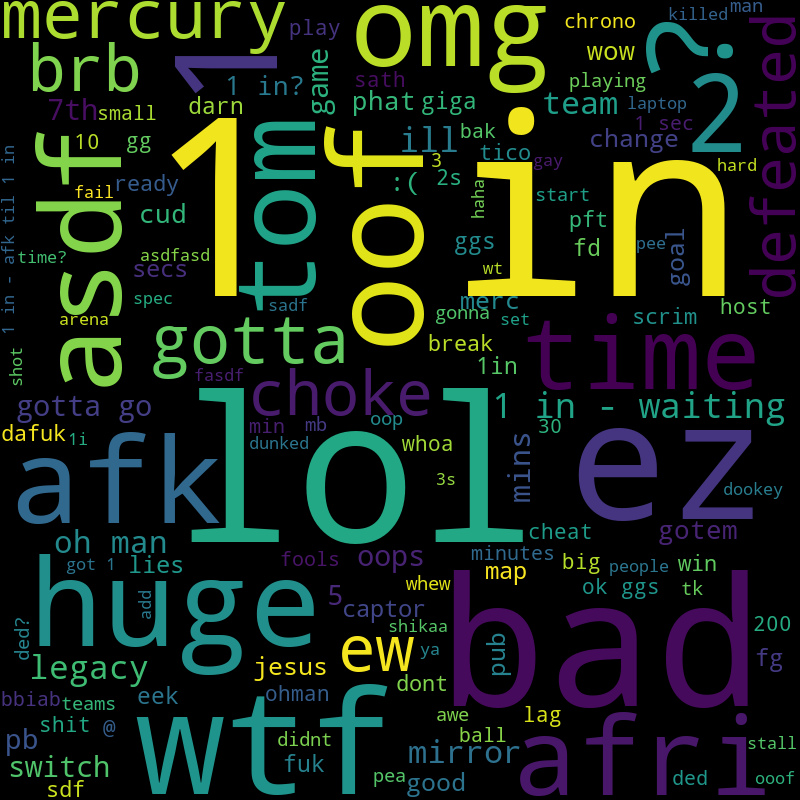 mercury
play
omg
chrono
killed
man
brb
1
1 in?
game
sath
wow
?
defeated
7th
small
darn
phat
giga
playing
team
laptop
2
10
gg
asdf
1 in
tom
oof
ill
bak
1 sec
change
3
tico
gay
hard
fail
ready
:(
2s
haha
start
1 in - afk til 1 in
cud
pft
time?
asdfasd
secs
ggs
fd
pee
goal
wt
spec
sadf
merc
set
host
arena
gonna
scrim
shot
gotta
break
time
fasdf
choke
1in
gotta go
1 in - waiting
dafuk
1i
min
mb
oop
30
afk
lol
dunked
whoa
mins
ez
3s
dookey
oh man
cheat
gotem
got 1
lies
fools
oops
minutes
big
people
win
huge
add
5
whew
map
ok ggs
tk
captor
bad
ded?
shikaa
200
legacy
jesus
ew
ya
pub
fg
bbiab
teams
eek
ohman
dont
awe
lag
shit
@
wtf
didnt
ball
afri
pb
stall
switch
fuk
mirror
sdf
pea
good
ded
ooof